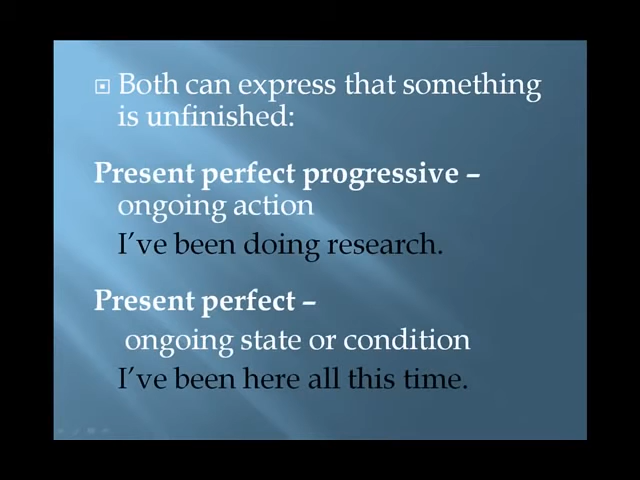 Both can express that something
is unfinished:
Present perfect progressive –
ongoing action
I've been doing research.
Present perfect –
ongoing state or condition
I've been here all this time.